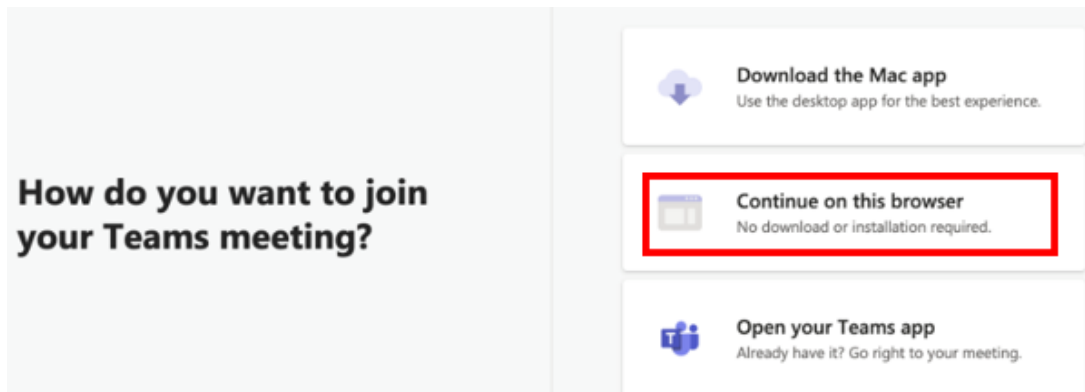 How do you want to join
your Teams meeting?
Download the Mac app
Use the desktop app for the best experience.
Continue on this browser
No download or installation required.
Open your Teams app
Already have it? Go right to your meeting.